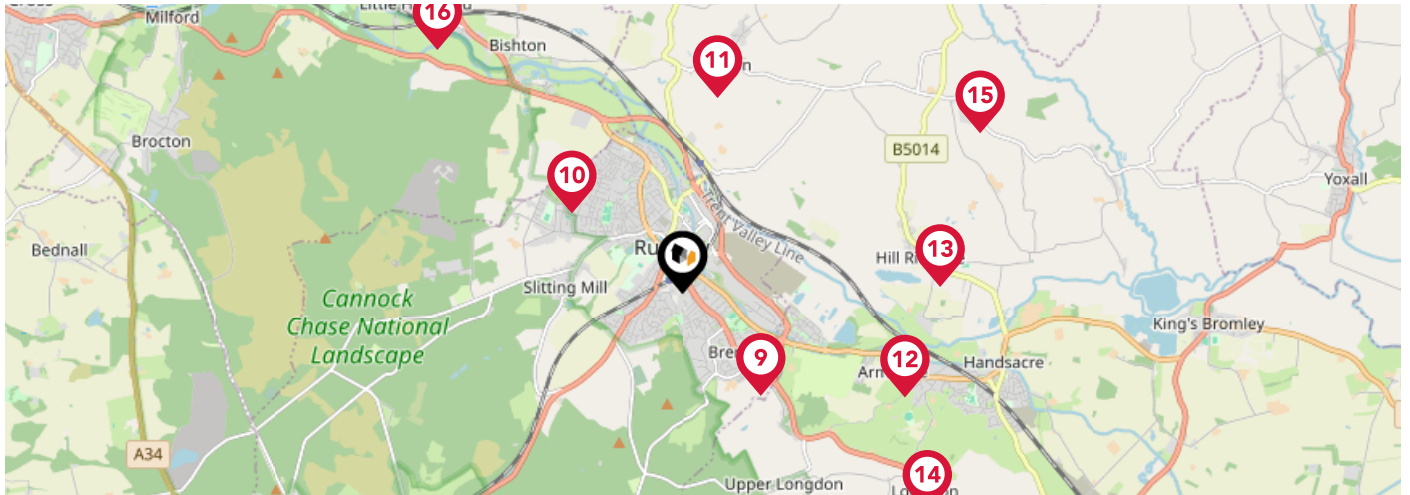 Milford
16
Bishton
11
15
Brocton
B5014
10
Yoxall
Trent Valley Line
Bednall
13
Slitting Mill
Cannock
Chase National
Landscape
King's Bromley
9
12
Handsacre
A34
14
Upper Longdon